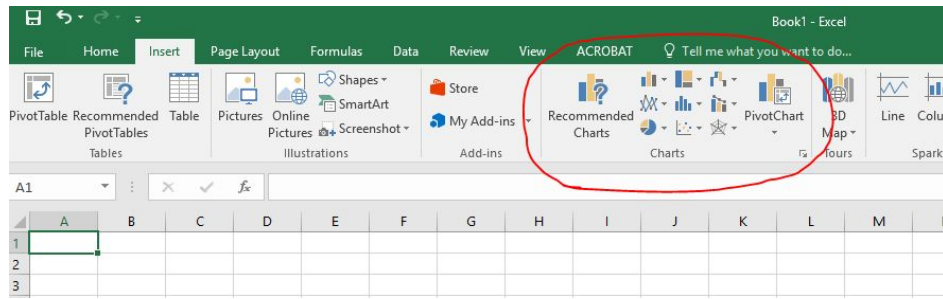 Book1 - Excel
File Home Insert Page Layout Formulas Data Review View ACROBAT Tell me what you want to do...
PivotTable Recommended PivotTables Table
Tables
Pictures Online Pictures Shapes SmartArt Screenshot
Illustrations
Store
My Add-ins
Add-ins
Recommended Charts PivotChart
Charts
3D Map
Tours
Line
A1 fx
A B C D E F G H I J K L M
1
2
3